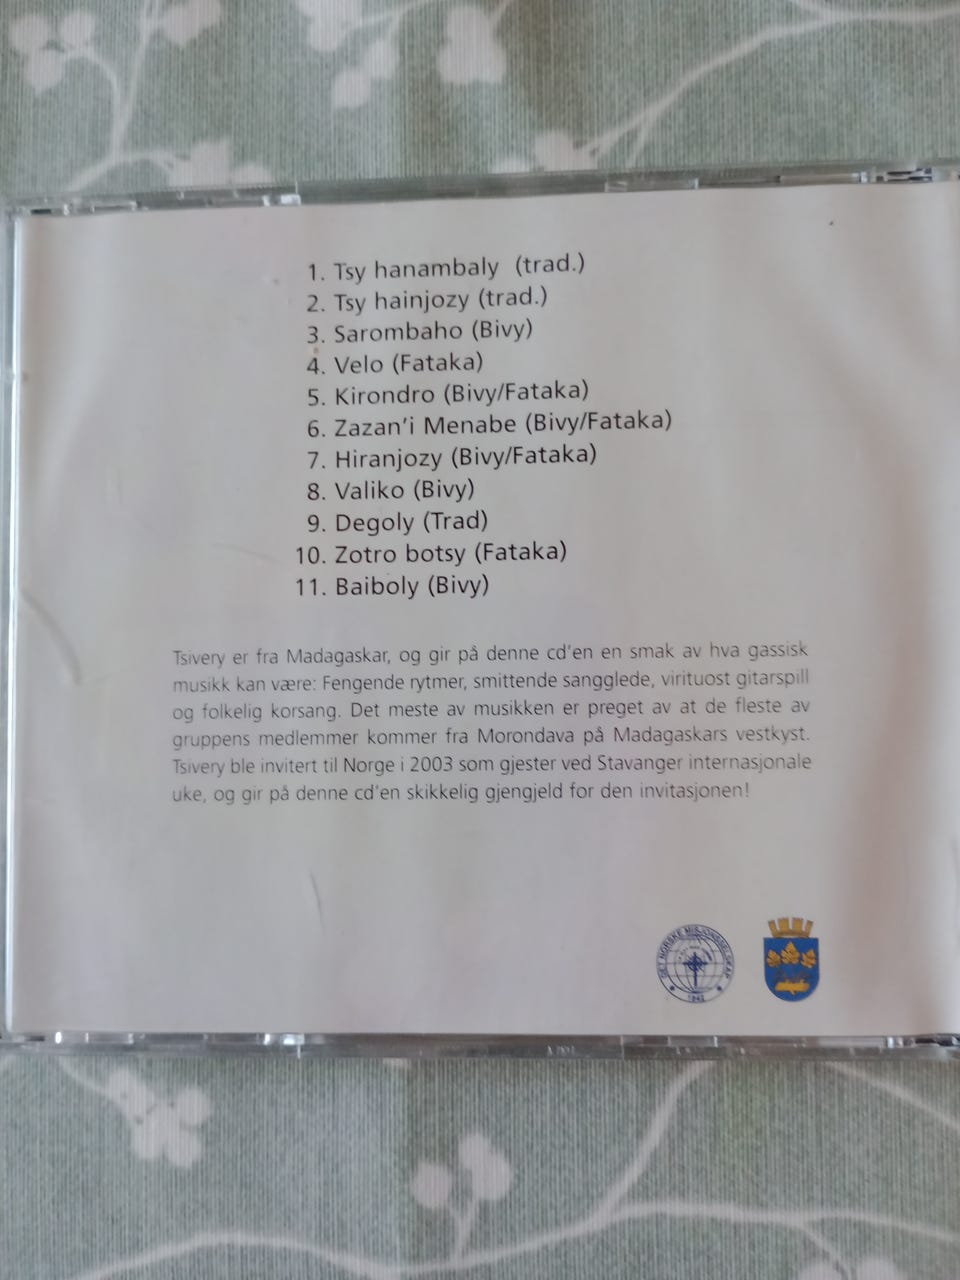 1. Tsy hanambaly (trad.)
2. Tsy hainjozy (trad.)
3. Sarombaho (Bivy)
4. Velo (Fataka)
5. Kirondro (Bivy/Fataka)
6. Zazan'i Menabe (Bivy/Fataka)
7. Hiranjozy (Bivy/Fataka)
8. Valiko (Bivy)
9. Degoly (Trad)
10. Zotro botsy (Fataka)
11. Baiboly (Bivy)
Tsivery er fra Madagaskar, og gir på denne cd'en en smak av hva gassisk
musikk kan være: Fengende rytmer, smittende sangglede, virituost gitarspill
og folkelig korsang. Det meste av musikken er preget av at de fleste av
gruppens medlemmer kommer fra Morondava på Madagaskars vestkyst.
Tsivery ble invitert til Norge i 2003 som gjester ved Stavanger internasjonale
uke, og gir på denne cd'en skikkelig gjengjeld for den invitasjonen!
DET NORSKE MISJONSSELSKAP
1842